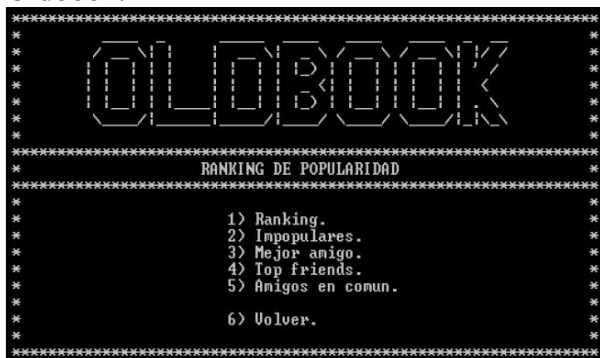 OLDBOOK
RANKING DE POPULARIDAD
1) Ranking.
2) Impopulares.
3) Mejor amigo.
4) Top friends.
5) Amigos en comun.
6) Volver.